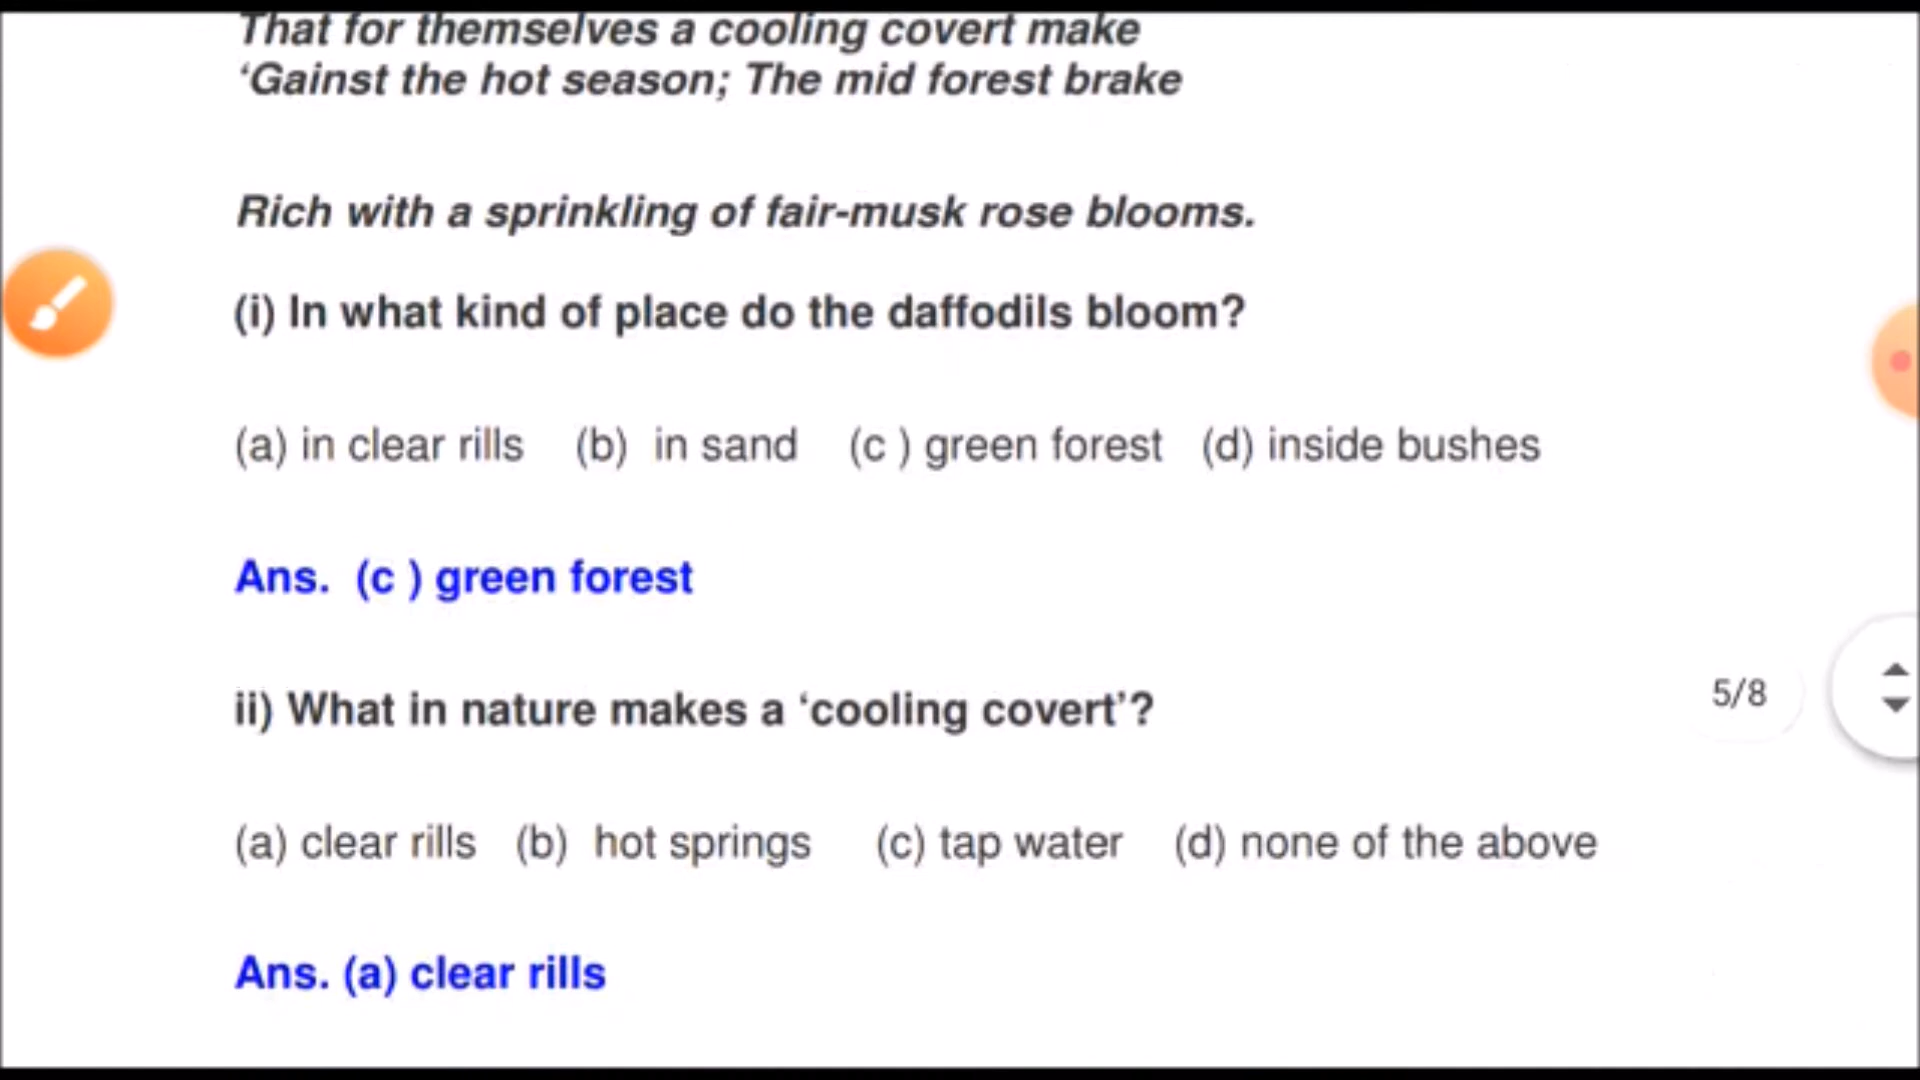 That for themselves a cooling covert make
‘Gainst the hot season; The mid forest brake
Rich with a sprinkling of fair-musk rose blooms.
(i) In what kind of place do the daffodils bloom?
(a) in clear rills (b) in sand (c ) green forest (d) inside bushes
Ans. (c ) green forest
ii) What in nature makes a ‘cooling covert’?
5/8
(a) clear rills (b) hot springs (c) tap water (d) none of the above
Ans. (a) clear rills